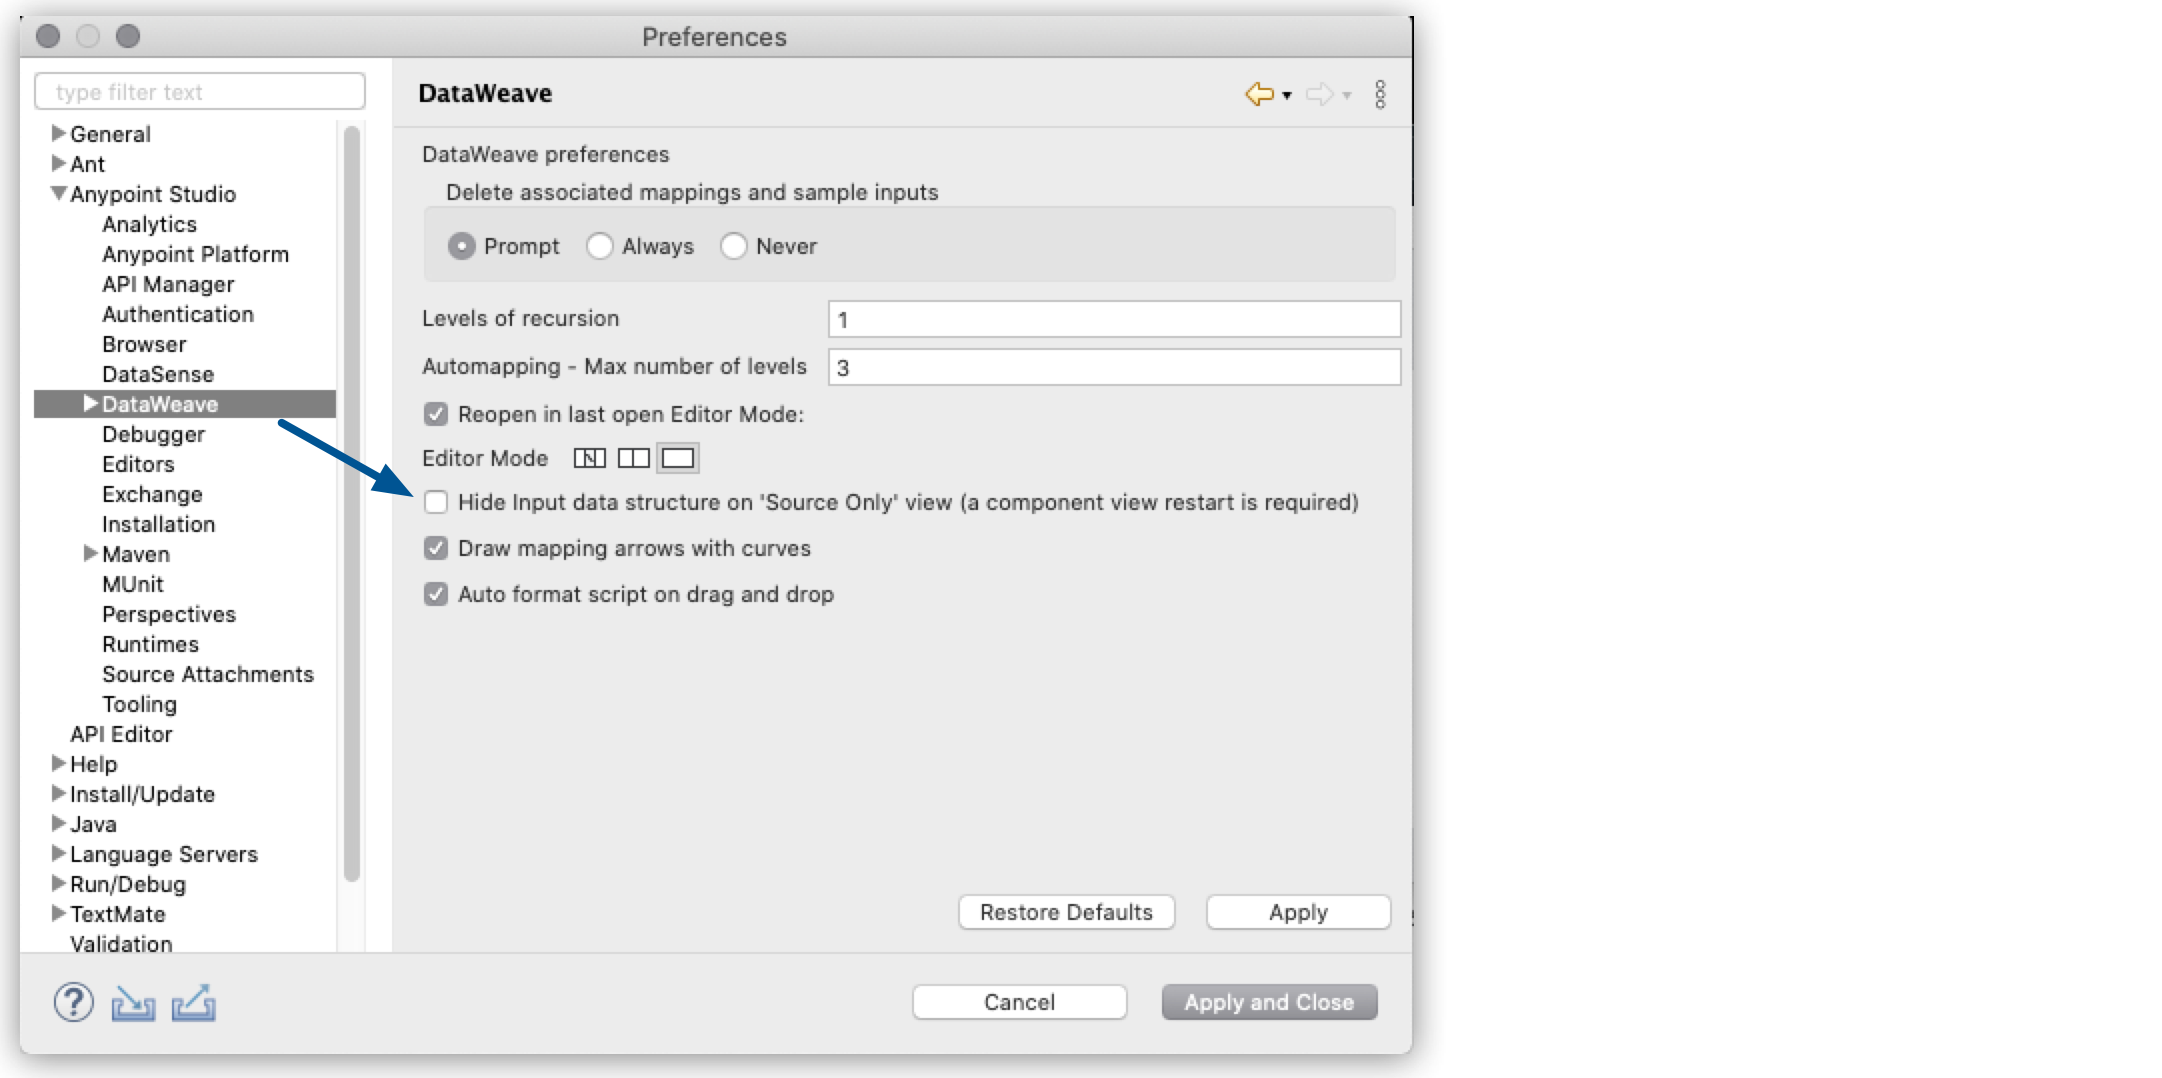 Preferences
type filter text
General
Ant
Anypoint Studio
Analytics
Anypoint Platform
API Manager
Authentication
Browser
DataSense
DataWeave
Debugger
Editors
Exchange
Installation
Maven
MUnit
Perspectives
Runtimes
Source Attachments
Tooling
API Editor
Help
Install/Update
Java
Language Servers
Run/Debug
TextMate
Validation
DataWeave
DataWeave preferences
Delete associated mappings and sample inputs
Prompt Always Never
Levels of recursion 1
Automapping - Max number of levels 3
Reopen in last open Editor Mode:
Editor Mode
Hide Input data structure on 'Source Only' view (a component view restart is required)
Draw mapping arrows with curves
Auto format script on drag and drop
Restore Defaults Apply
? Cancel Apply and Close